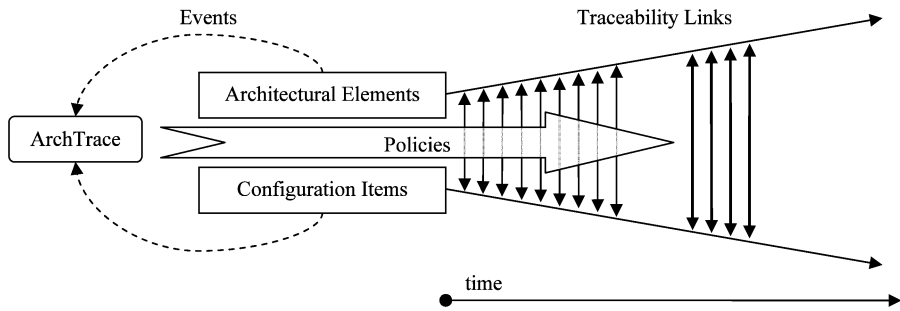 Events
Traceability Links
Architectural Elements
ArchTrace
Policies
Configuration Items
time